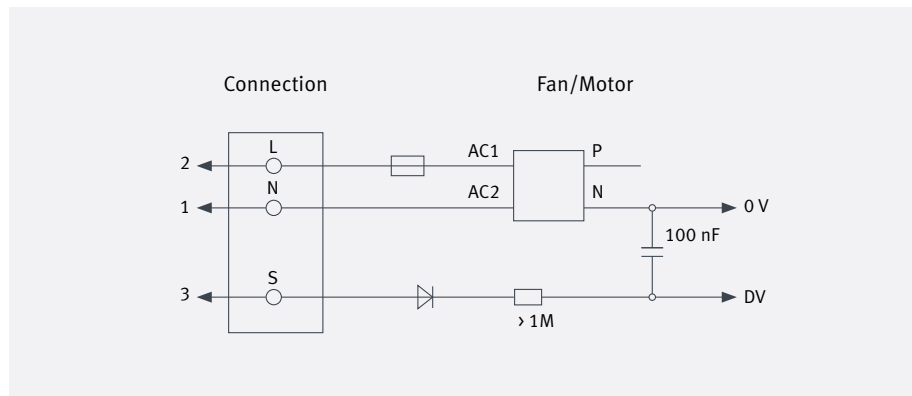 Connection Fan/Motor
2 L AC1 P
1 N AC2 N 0 V
100 nF
3 S DV
> 1M